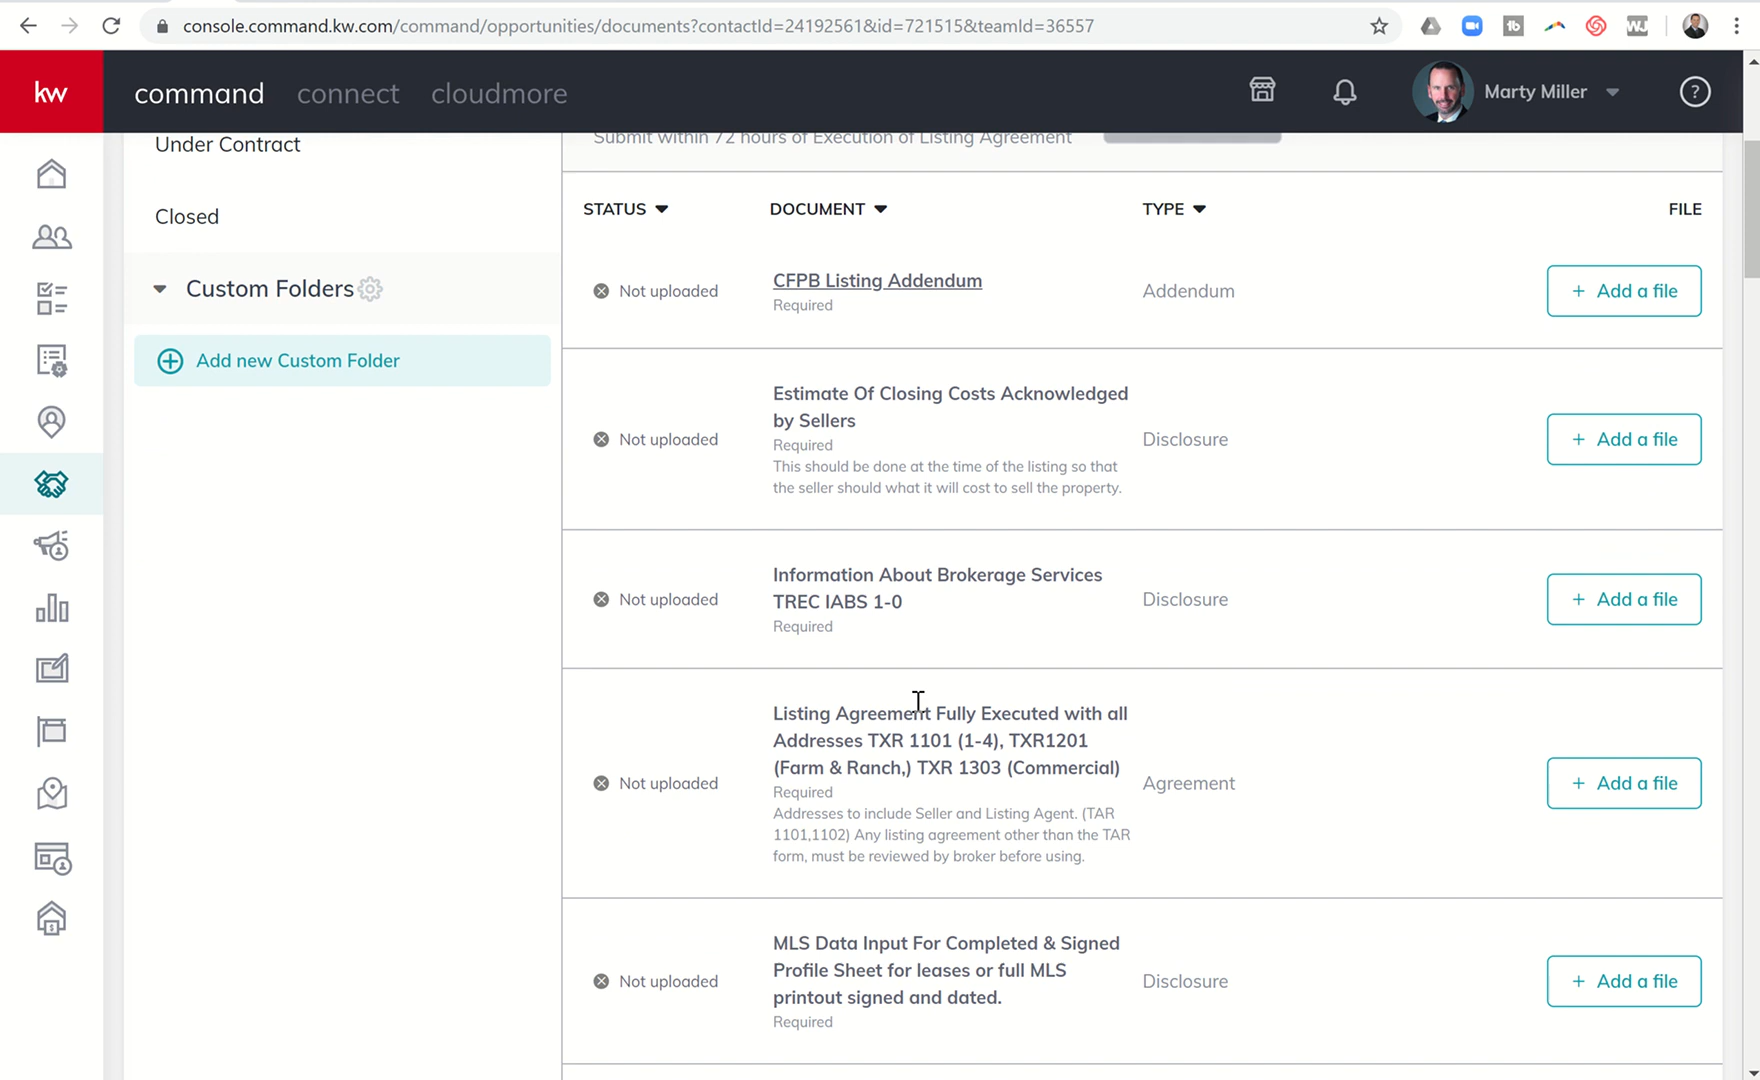 console.command.kw.com/command/opportunities/documents?contactId=24192561&id=721515&teamId=36557
kw
command connect cloudmore
Marty Miller
?
Under Contract
Submit within 72 hours of Execution of Listing Agreement
Closed
STATUS DOCUMENT TYPE FILE
Custom Folders
Add new Custom Folder
Not uploaded
CFPB Listing Addendum
Required
Addendum
+ Add a file
Not uploaded
Estimate Of Closing Costs Acknowledged
by Sellers
Required
This should be done at the time of the listing so that
the seller should what it will cost to sell the property.
Disclosure
+ Add a file
Not uploaded
Information About Brokerage Services
TREC IABS 1-0
Required
Disclosure
+ Add a file
Not uploaded
Listing Agreement Fully Executed with all
Addresses TXR 1101 (1-4), TXR1201
(Farm & Ranch,) TXR 1303 (Commercial)
Required
Addresses to include Seller and Listing Agent. (TAR
1101,1102) Any listing agreement other than the TAR
form, must be reviewed by broker before using.
Agreement
+ Add a file
Not uploaded
MLS Data Input For Completed & Signed
Profile Sheet for leases or full MLS
printout signed and dated.
Required
Disclosure
+ Add a file